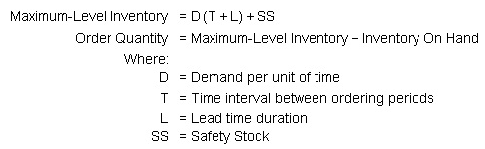 Maximum-Level Inventory = D (T + L) + SS
Order Quantity = Maximum-Level Inventory – Inventory On Hand
Where:
D = Demand per unit of time
T = Time interval between ordering periods
L = Lead time duration
SS = Safety Stock